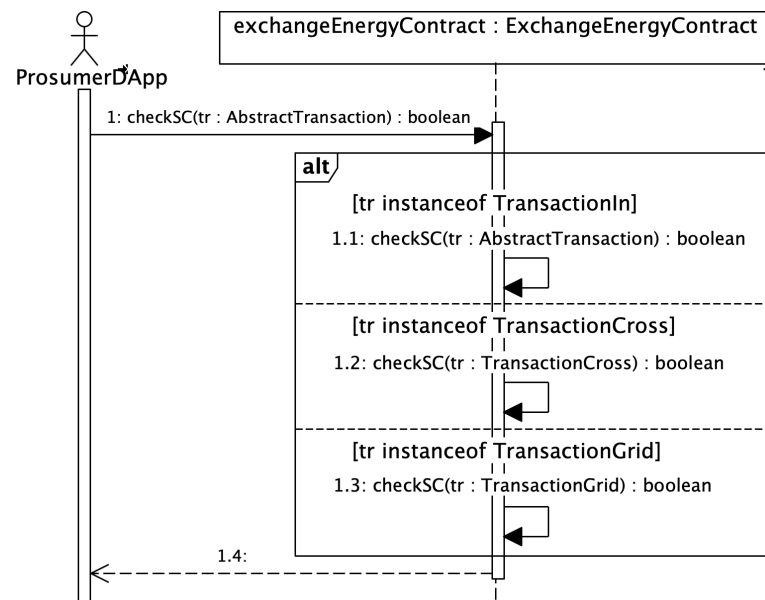 exchangeEnergyContract : ExchangeEnergyContract
ProsumerDApp
1: checkSC(tr : AbstractTransaction) : boolean
alt
[tr instanceof TransactionIn]
1.1: checkSC(tr : AbstractTransaction) : boolean
[tr instanceof TransactionCross]
1.2: checkSC(tr : TransactionCross) : boolean
[tr instanceof TransactionGrid]
1.3: checkSC(tr : TransactionGrid) : boolean
1.4: